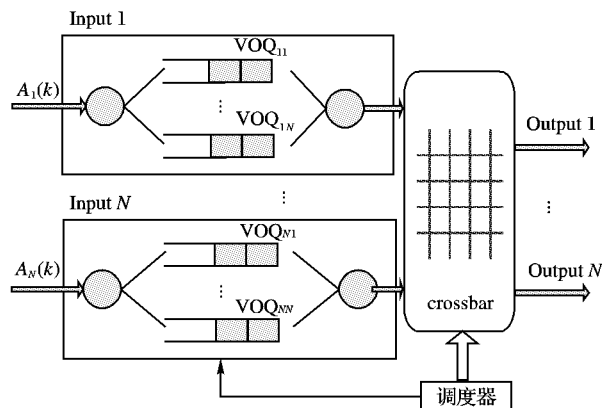 Input 1
VOQ11
A1(k)
⋮
VOQ1N
Output 1
⋮
Input N
⋮
VOQN1
AN(k)
Output N
⋮
VOQNN
crossbar
调度器